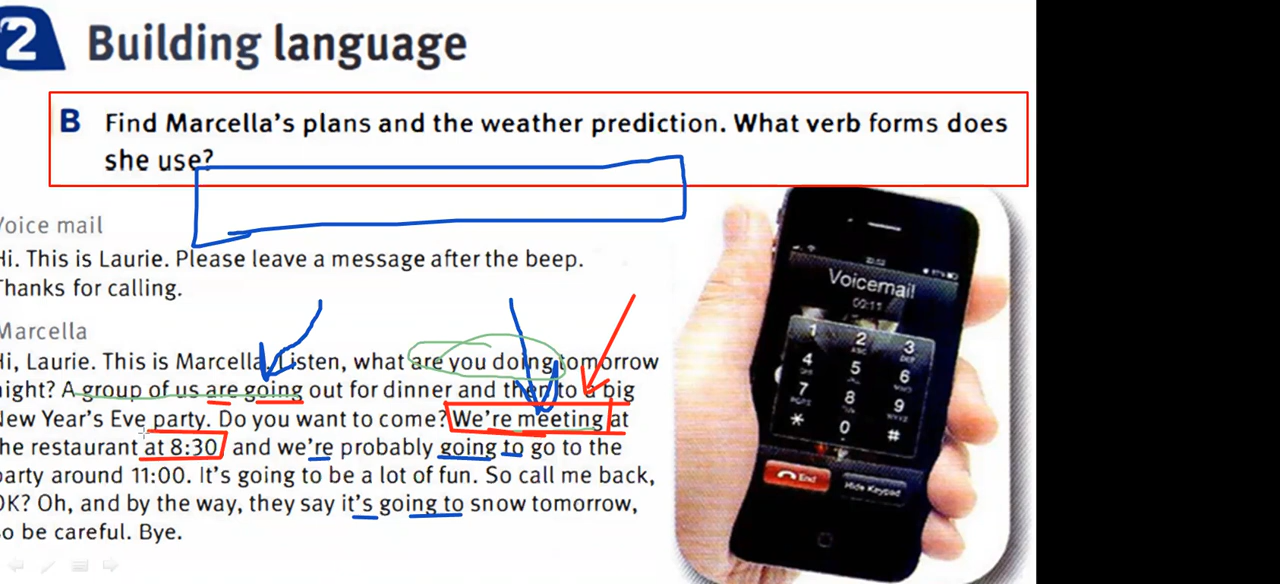 2 Building language
B Find Marcella's plans and the weather prediction. What verb forms does
she use?
Voice mail
Hi. This is Laurie. Please leave a message after the beep.
Thanks for calling.
Marcella
Hi, Laurie. This is Marcella. Listen, what are you doing tomorrow
night? A group of us are going out for dinner and then to a big
New Year's Eve party. Do you want to come? We're meeting at
the restaurant at 8:30 and we're probably going to go to the
party around 11:00. It's going to be a lot of fun. So call me back,
OK? Oh, and by the way, they say it's going to snow tomorrow,
so be careful. Bye.
Voicemail
00:11
1 2 3
4 5 6
7 8 9
* 0 #
End Hide Keypad